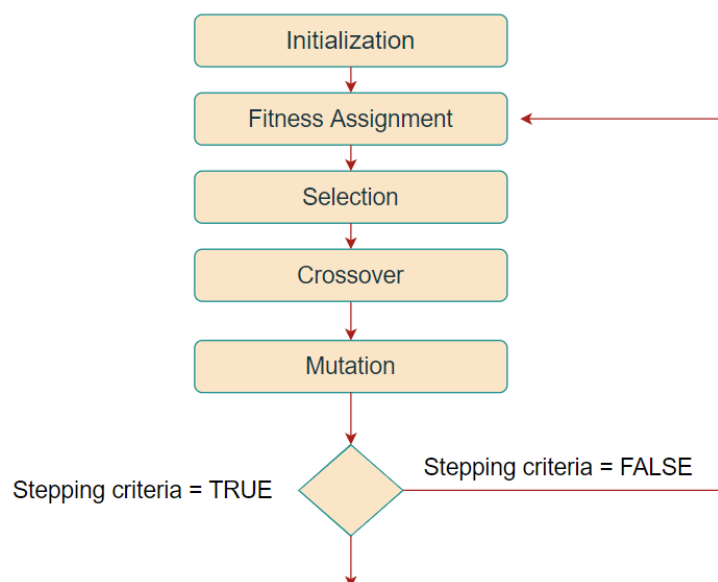 Initialization
Fitness Assignment
Selection
Crossover
Mutation
Stepping criteria = FALSE
Stepping criteria = TRUE